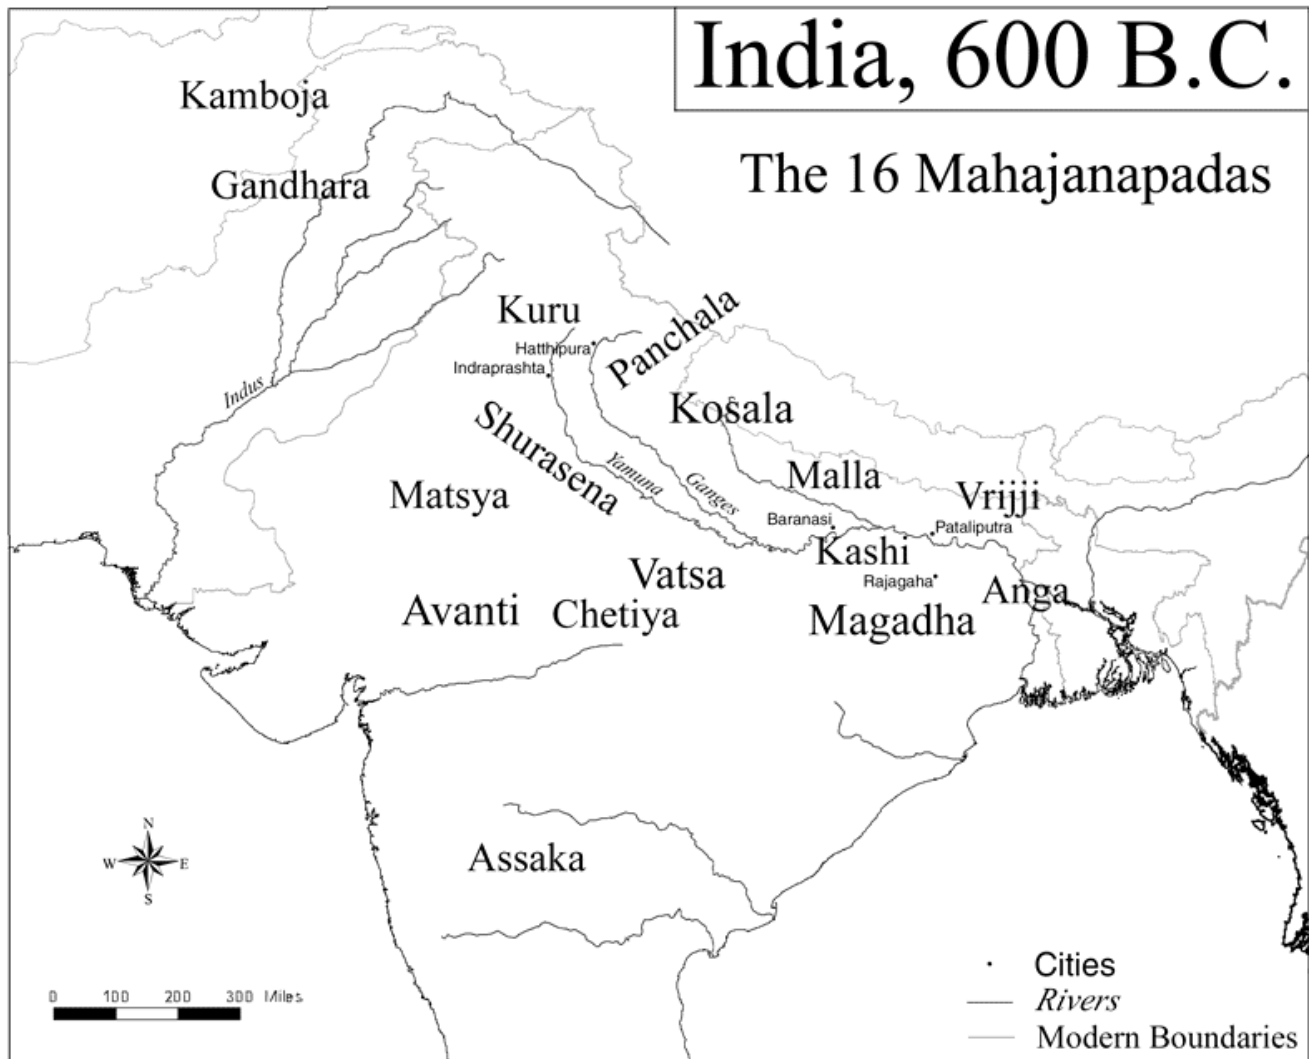 India, 600 B.C.
The 16 Mahajanapadas
Kamboja
Gandhara
Kuru
Panchala
Hatthipura
Indraprashta
Indus
Kosala
Shurasena
Yamuna
Ganges
Malla
Vrijji
Matsya
Baranasi
Pataliputra
Kashi
Vatsa
Rajagaha
Anga
Avanti
Chetiya
Magadha
Assaka
N
W
E
S
0 100 200 300 Miles
Cities
Rivers
Modern Boundaries